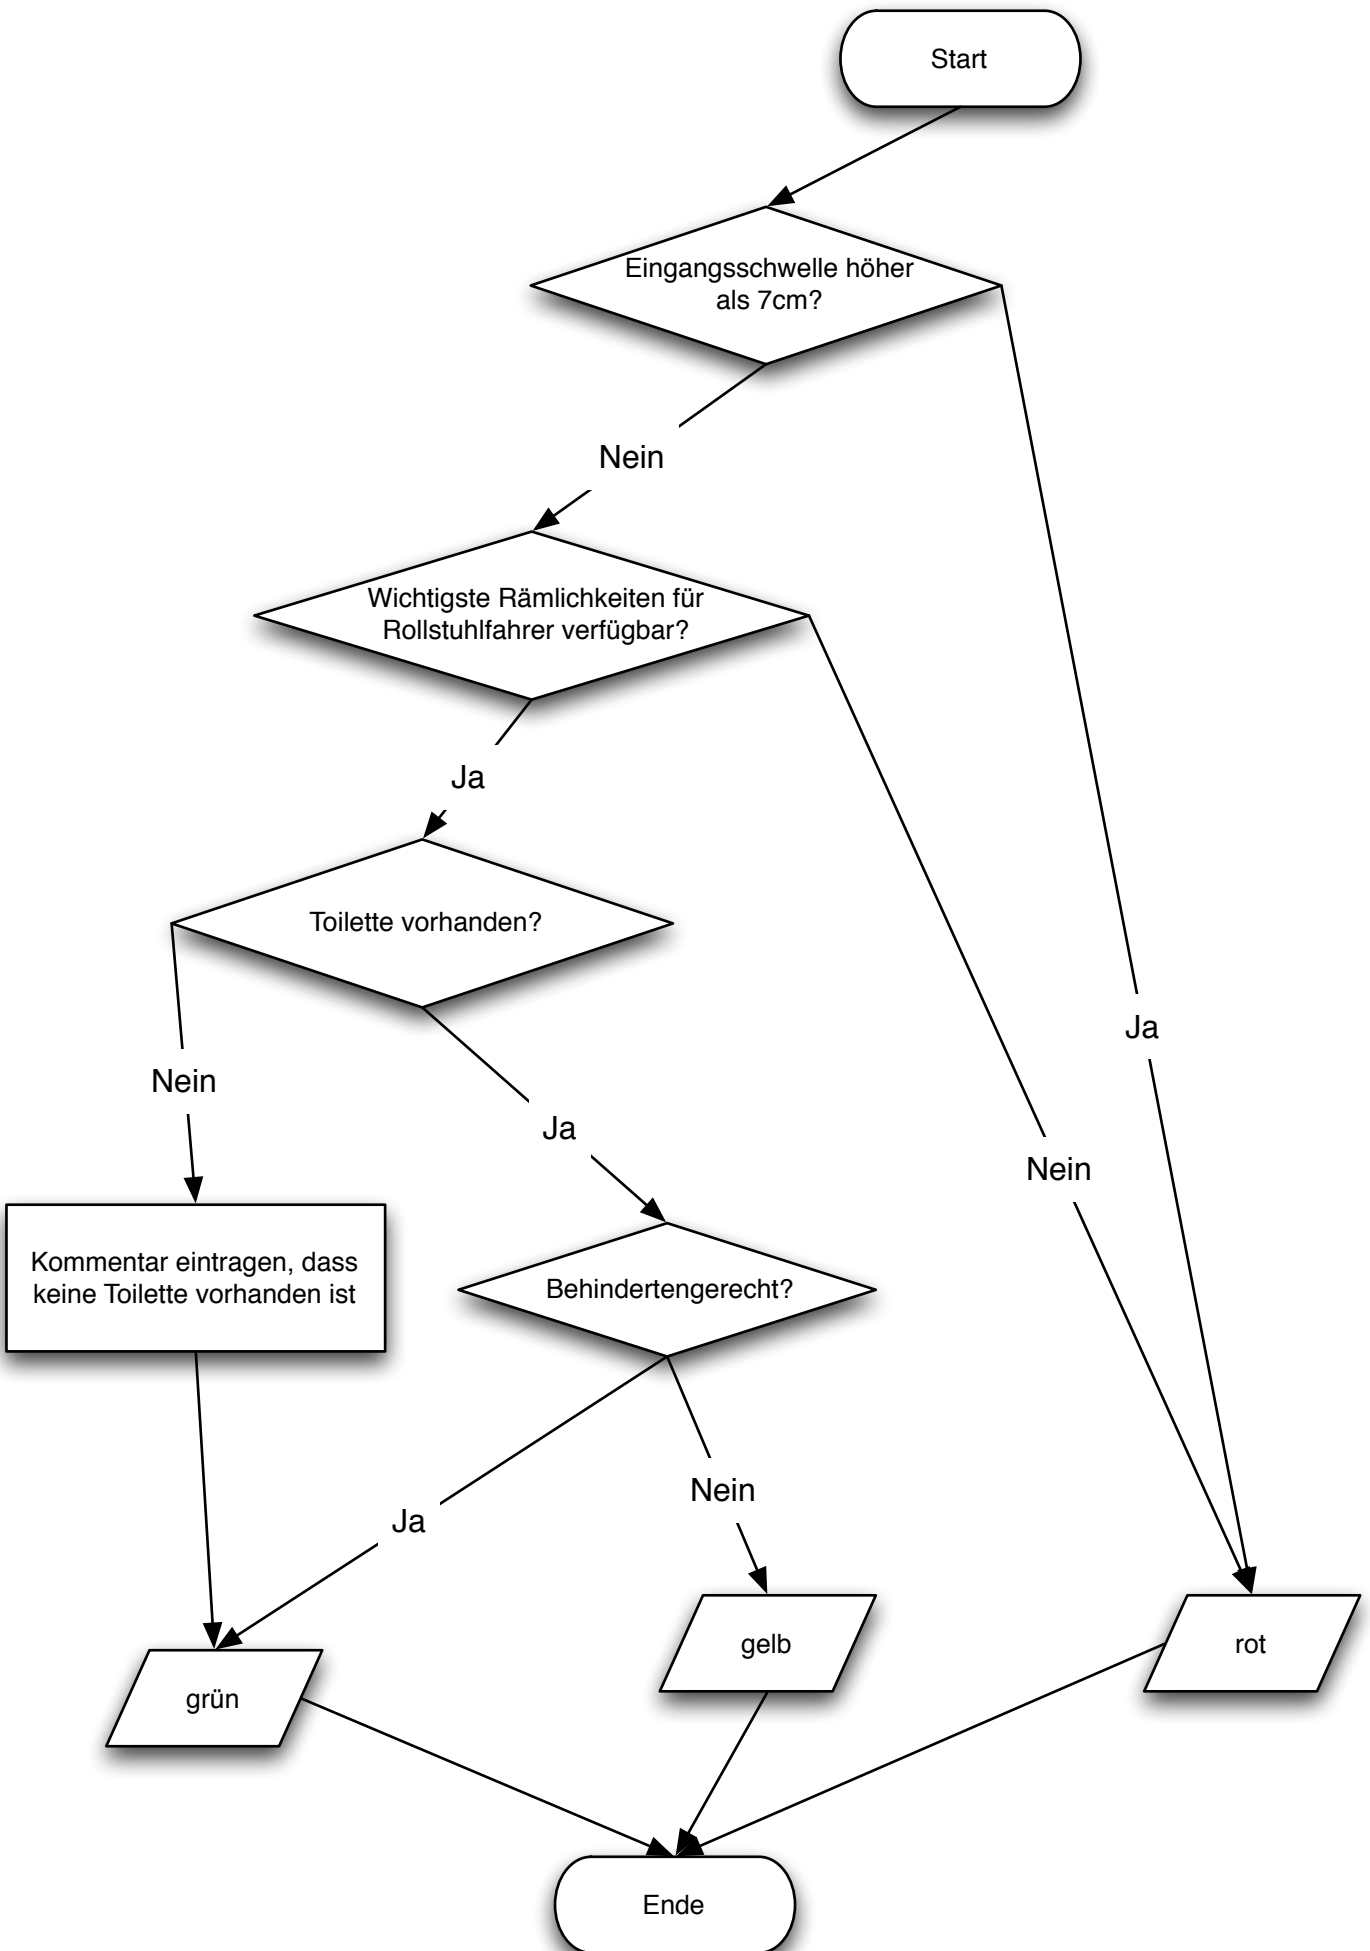 Start
Eingangsschwelle höher
als 7cm?
Nein
Wichtigste Rämlichkeiten für
Rollstuhlfahrer verfügbar?
Ja
Toilette vorhanden?
Ja
Nein
Ja
Nein
Kommentar eintragen, dass
keine Toilette vorhanden ist
Behindertengerecht?
Nein
Ja
gelb
rot
grün
Ende